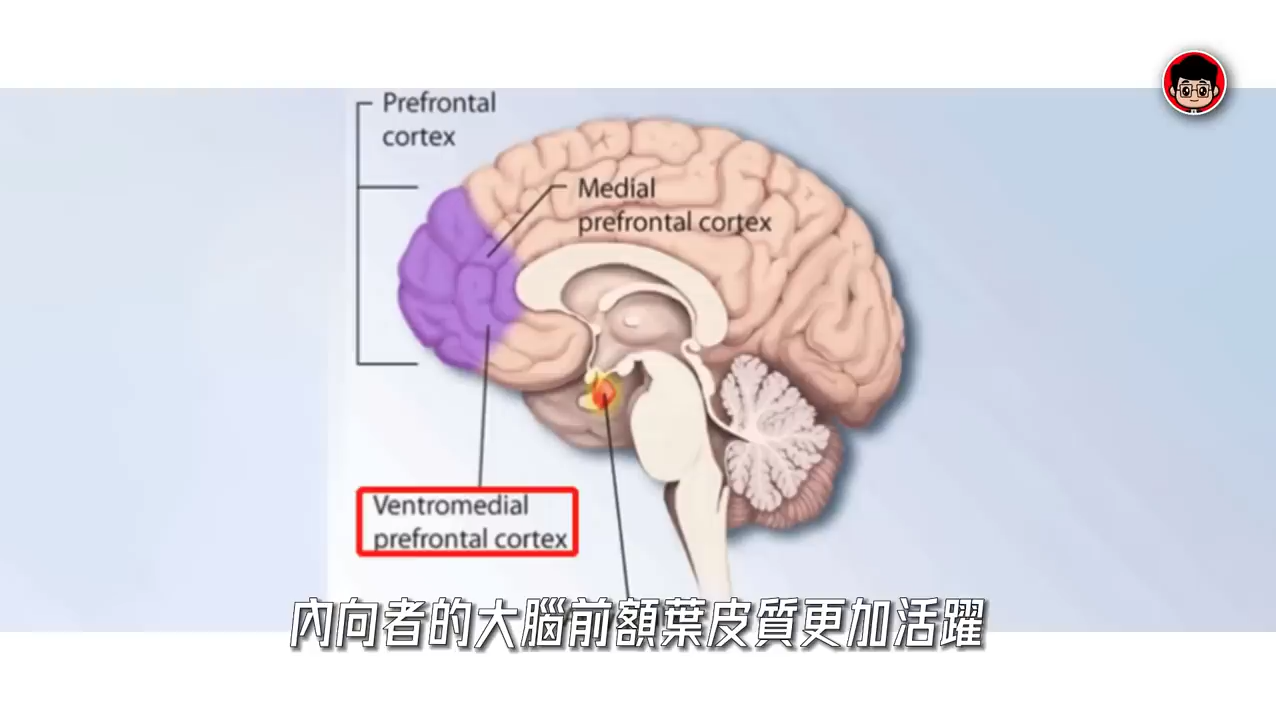 Prefrontal
cortex
Medial
prefrontal cortex
Ventromedial
prefrontal cortex
內向者的大腦前額葉皮質更加活躍